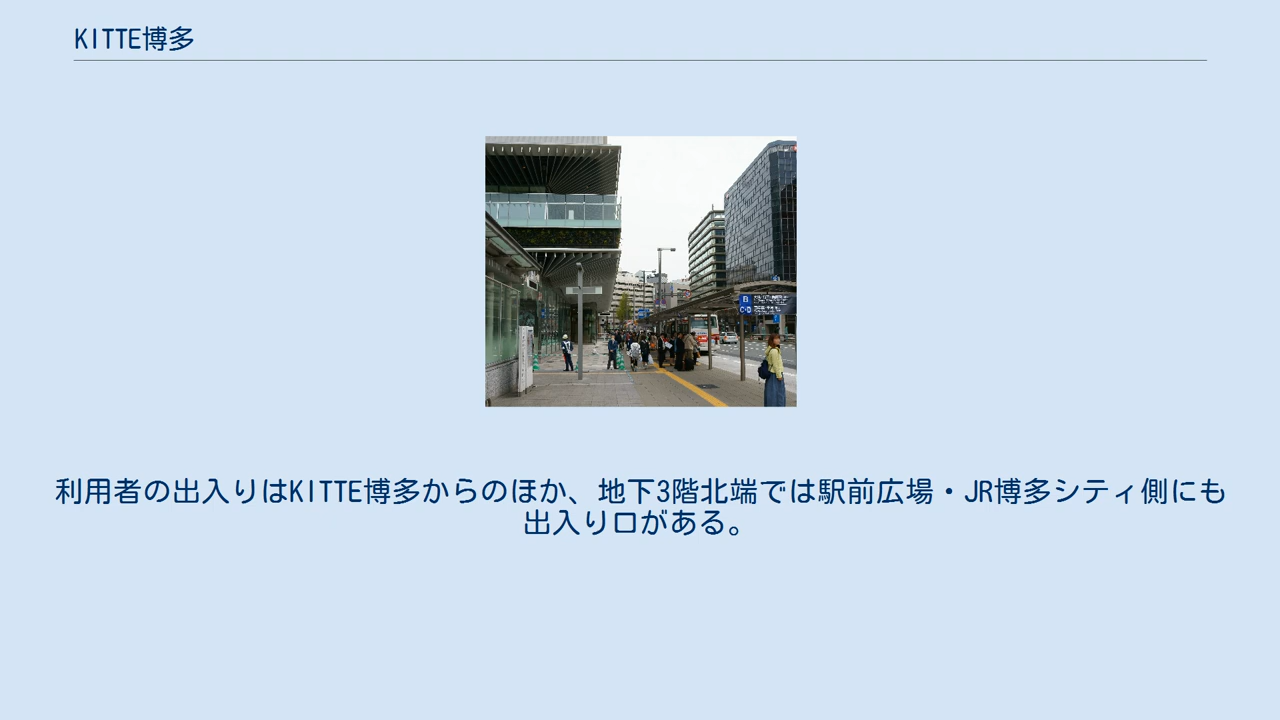 KITTE博多
B
C・D
利用者の出入りはKITTE博多からのほか、地下3階北端では駅前広場・JR博多シティ側にも
出入り口がある。